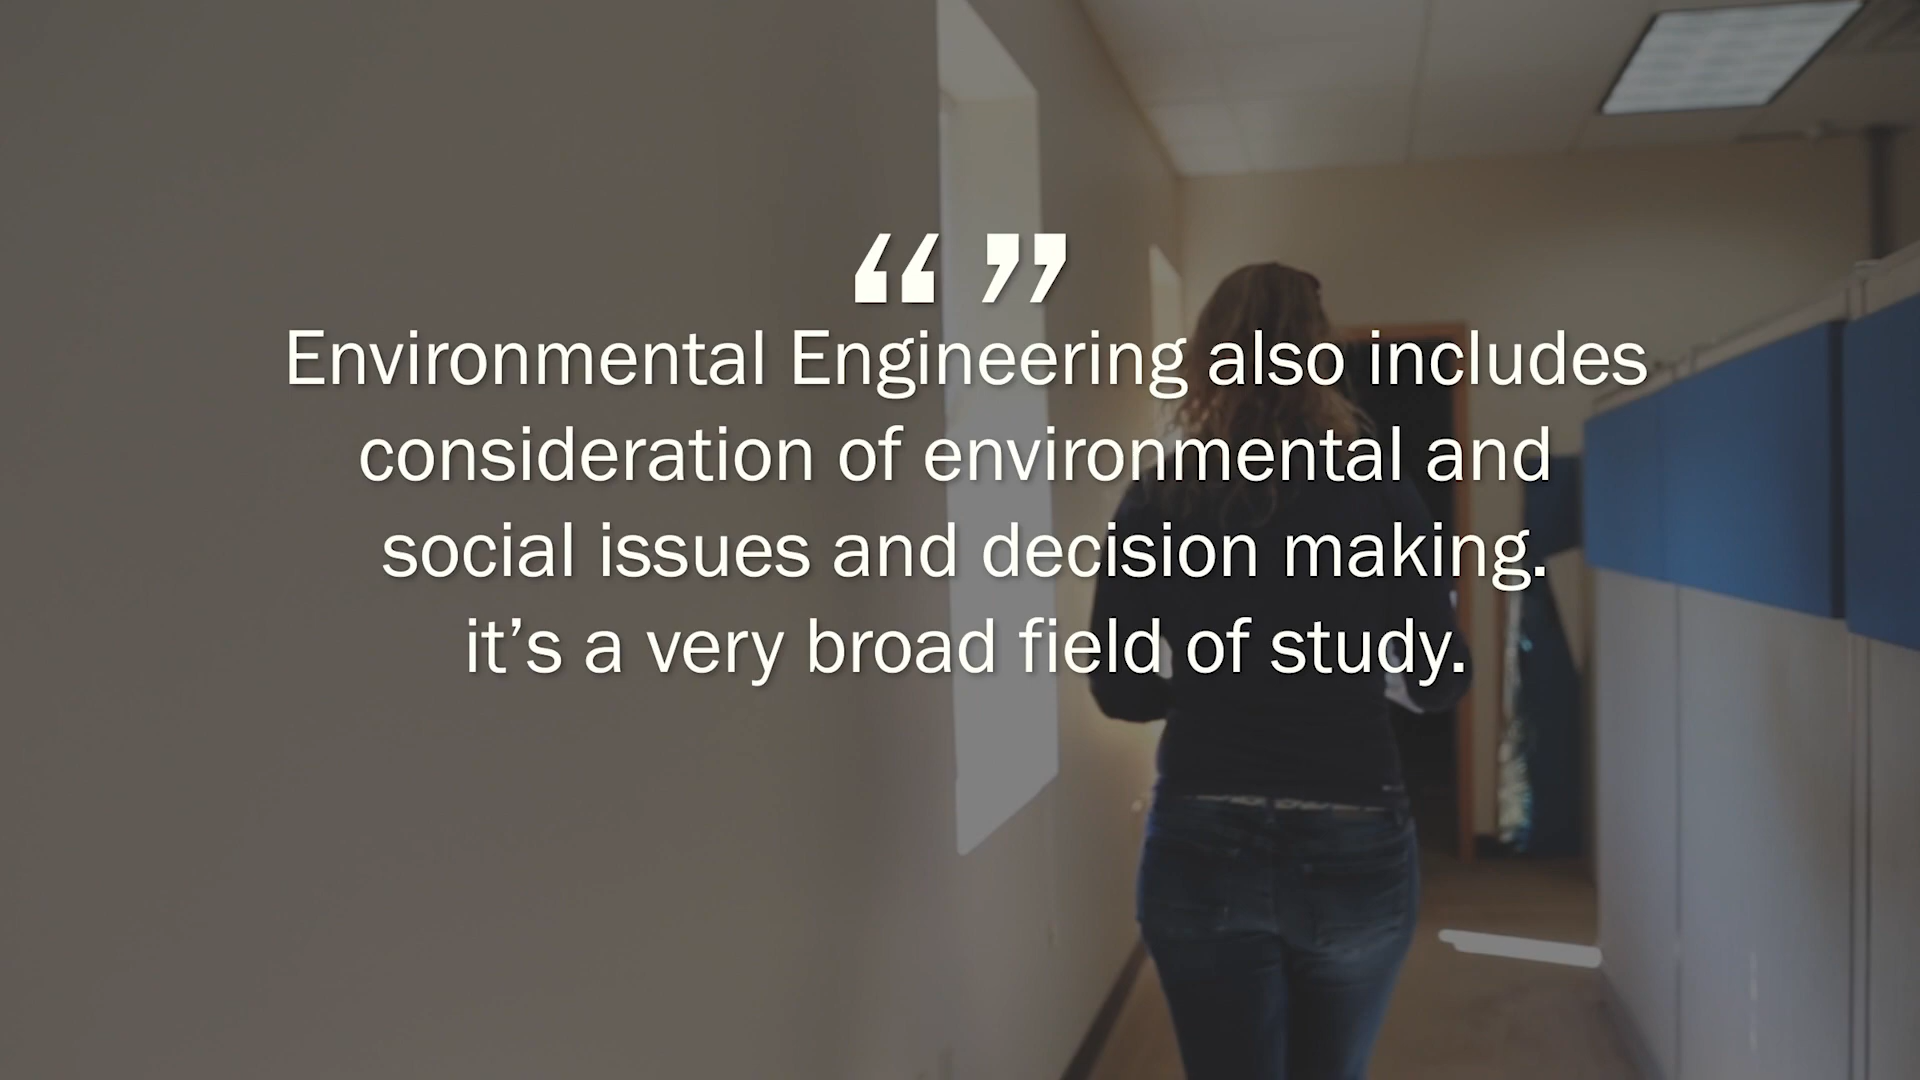 “ ”
Environmental Engineering also includes
consideration of environmental and
social issues and decision making.
it’s a very broad field of study.